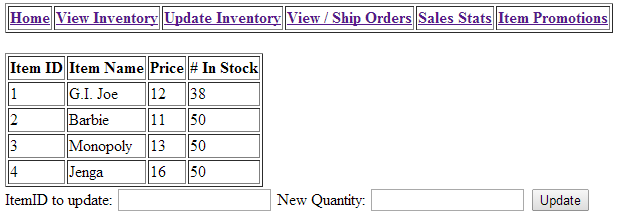 Home View Inventory Update Inventory View / Ship Orders Sales Stats Item Promotions
Item ID Item Name Price # In Stock
1 G.I. Joe 12 38
2 Barbie 11 50
3 Monopoly 13 50
4 Jenga 16 50
ItemID to update: New Quantity: Update